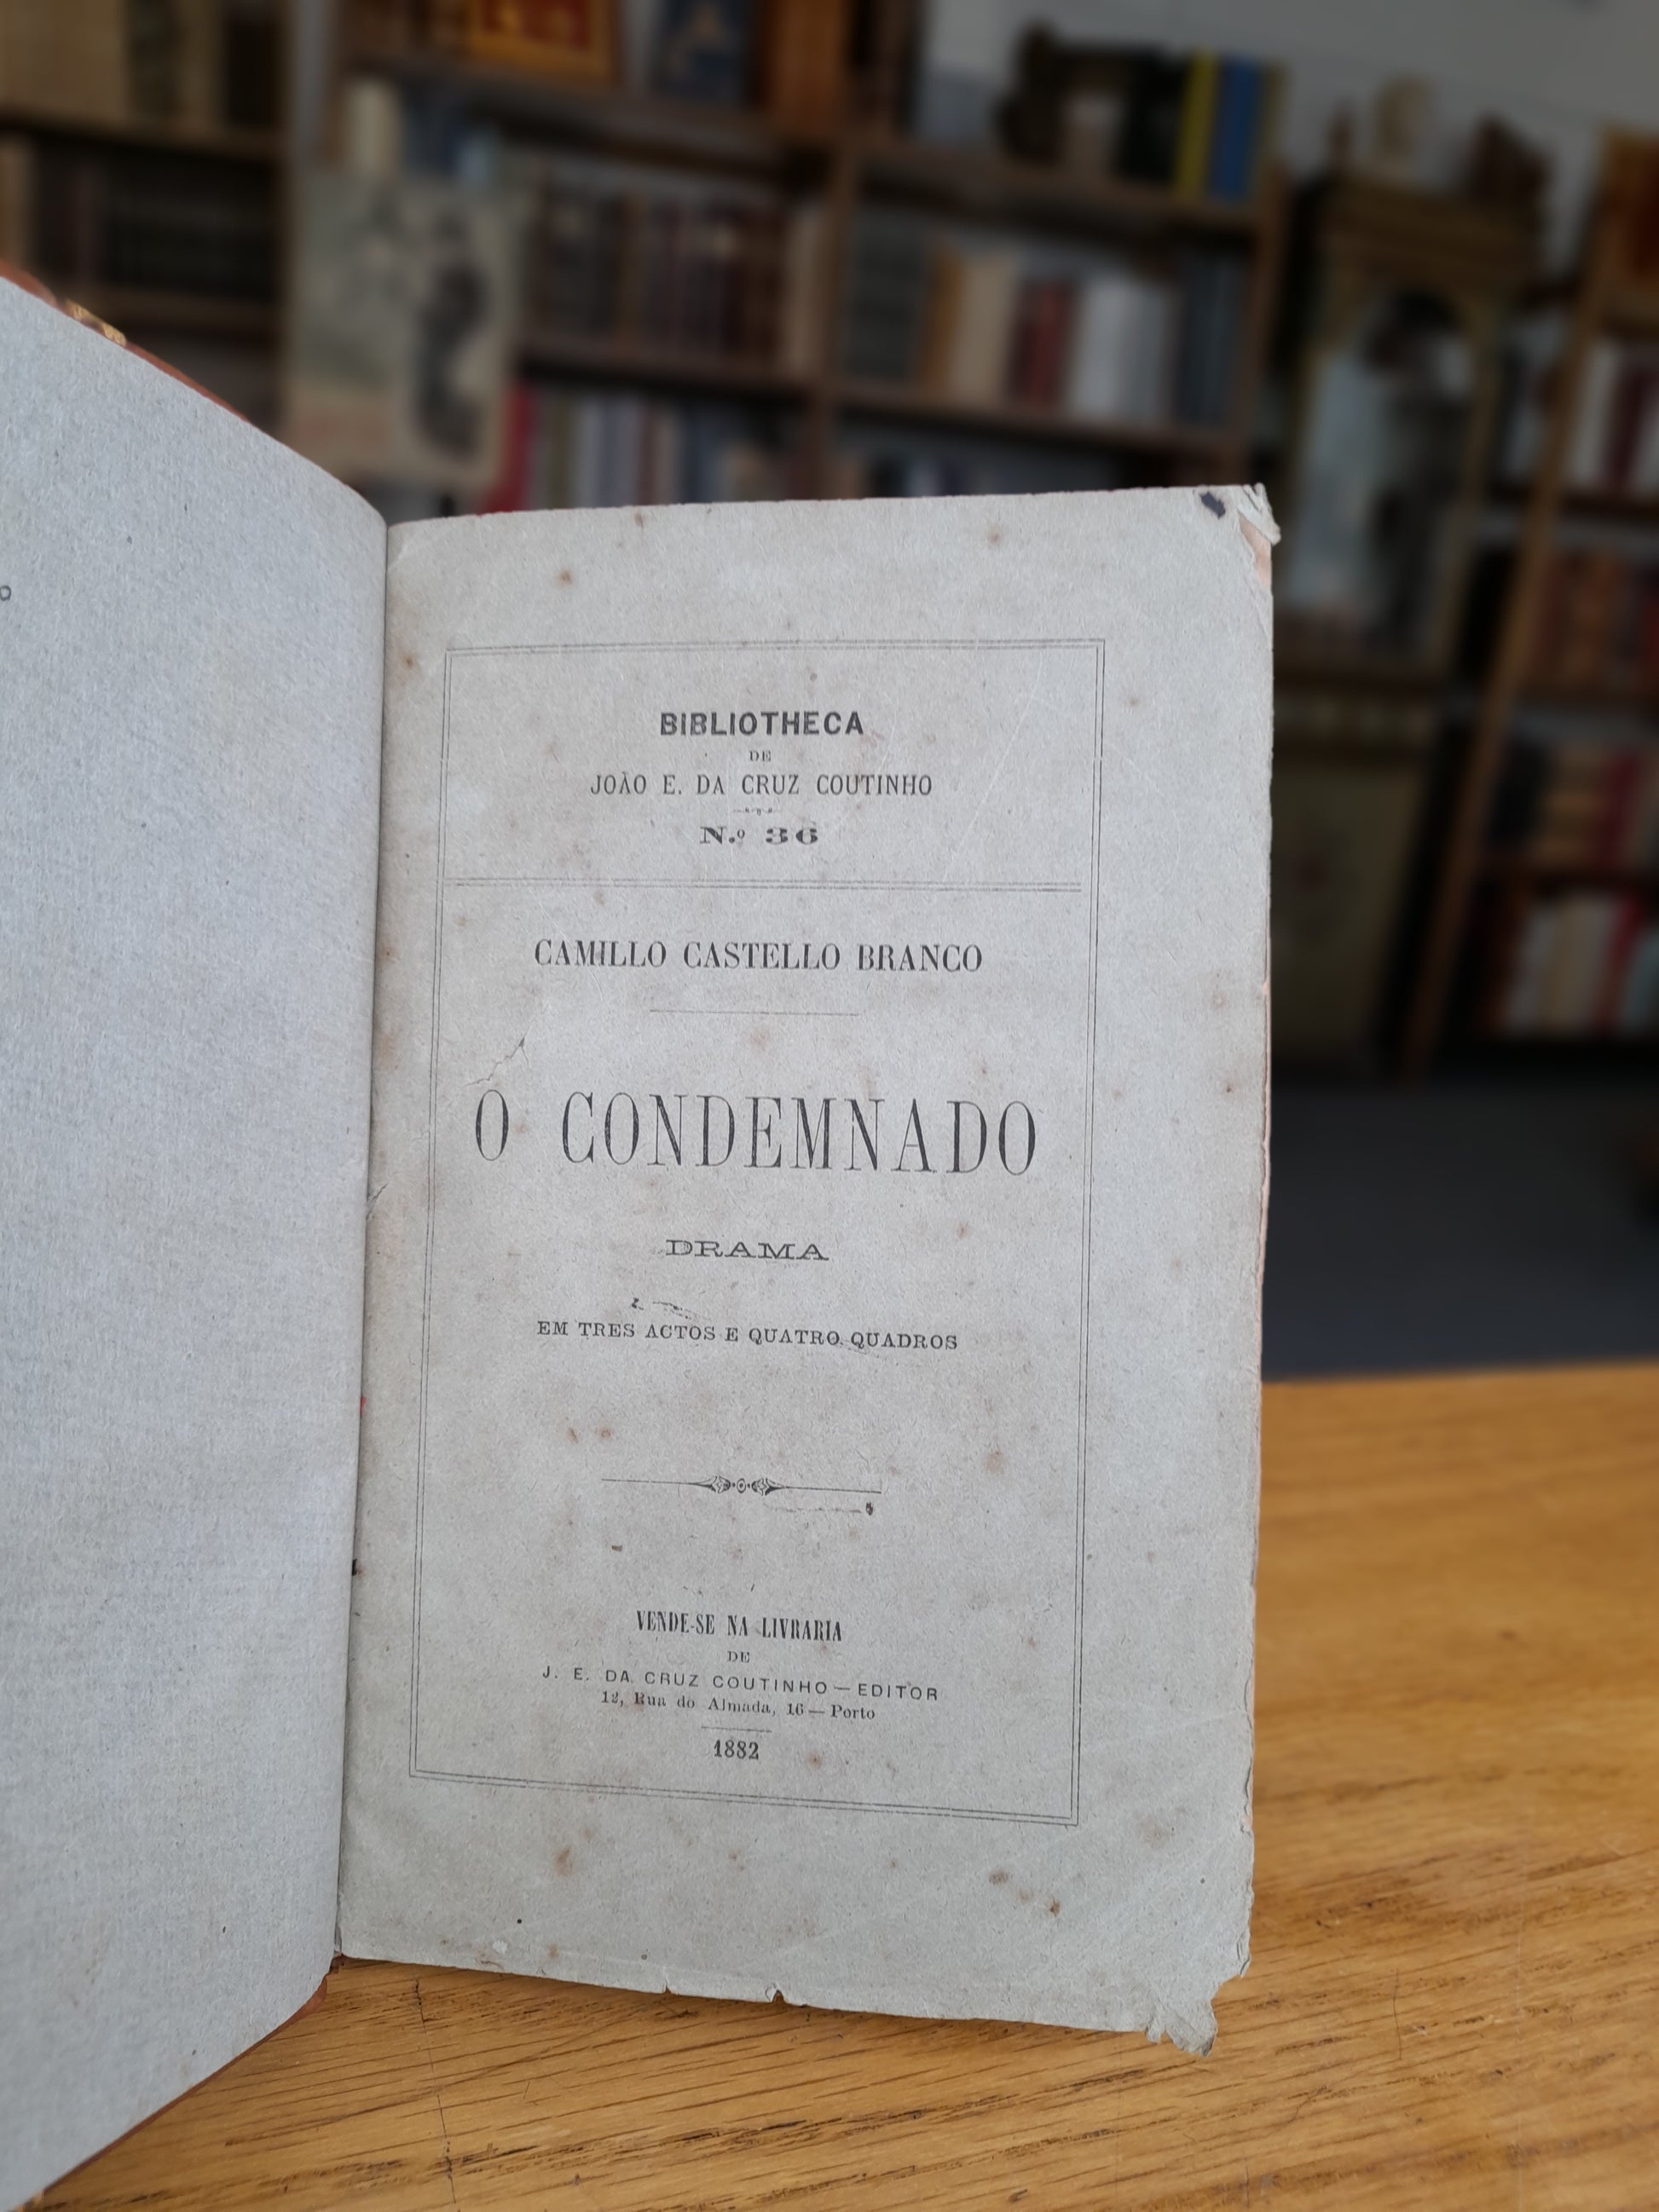 BIBLIOTHECA
DE
JOÃO E. DA CRUZ COUTINHO
N.º 36
CAMILLO CASTELLO BRANCO
O CONDEMNADO
DRAMA
EM TRES ACTOS E QUATRO QUADROS
VENDE-SE NA LIVRARIA
DE
J. E. DA CRUZ COUTINHO—EDITOR
12, Rua do Almada, 16—Porto
1882